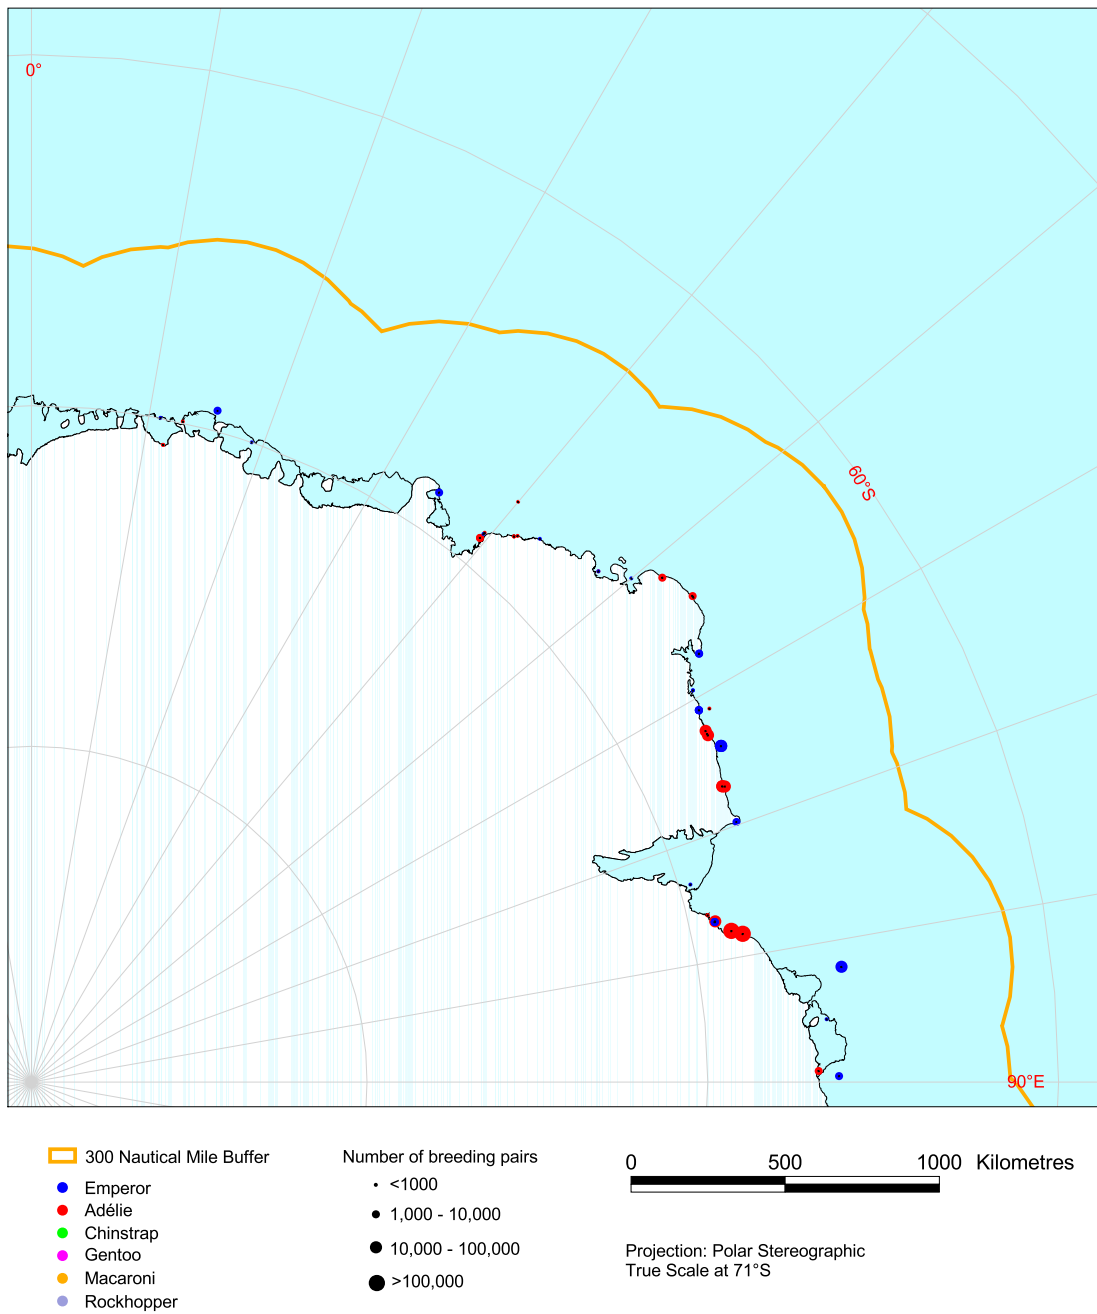 0°
60°S
90°E
300 Nautical Mile Buffer
Emperor
Adélie
Chinstrap
Gentoo
Macaroni
Rockhopper
Number of breeding pairs
<1000
1,000 - 10,000
10,000 - 100,000
>100,000
0 500 1000 Kilometres
Projection: Polar Stereographic
True Scale at 71°S